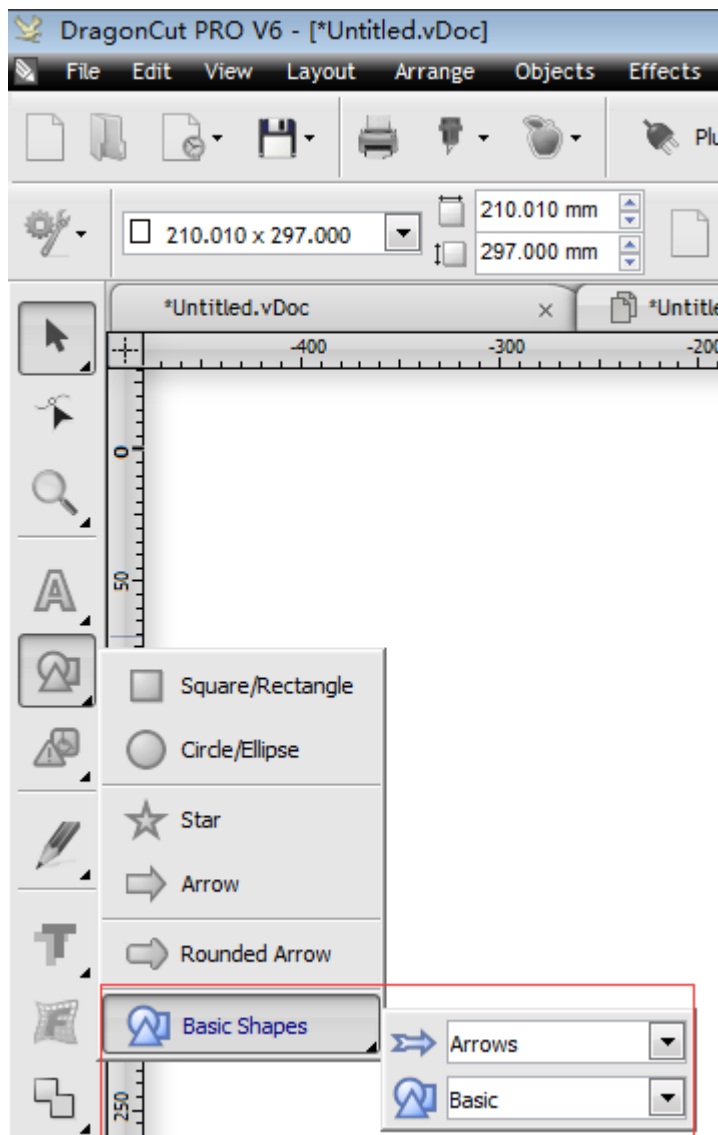 DragonCut PRO V6 - [*Untitled.vDoc]
File Edit View Layout Arrange Objects Effects
210.010 x 297.000
210.010 mm
297.000 mm
*Untitled.vDoc
-400 -300
0
50
Square/Rectangle
Circle/Ellipse
Star
Arrow
Rounded Arrow
Basic Shapes
Arrows
Basic
250